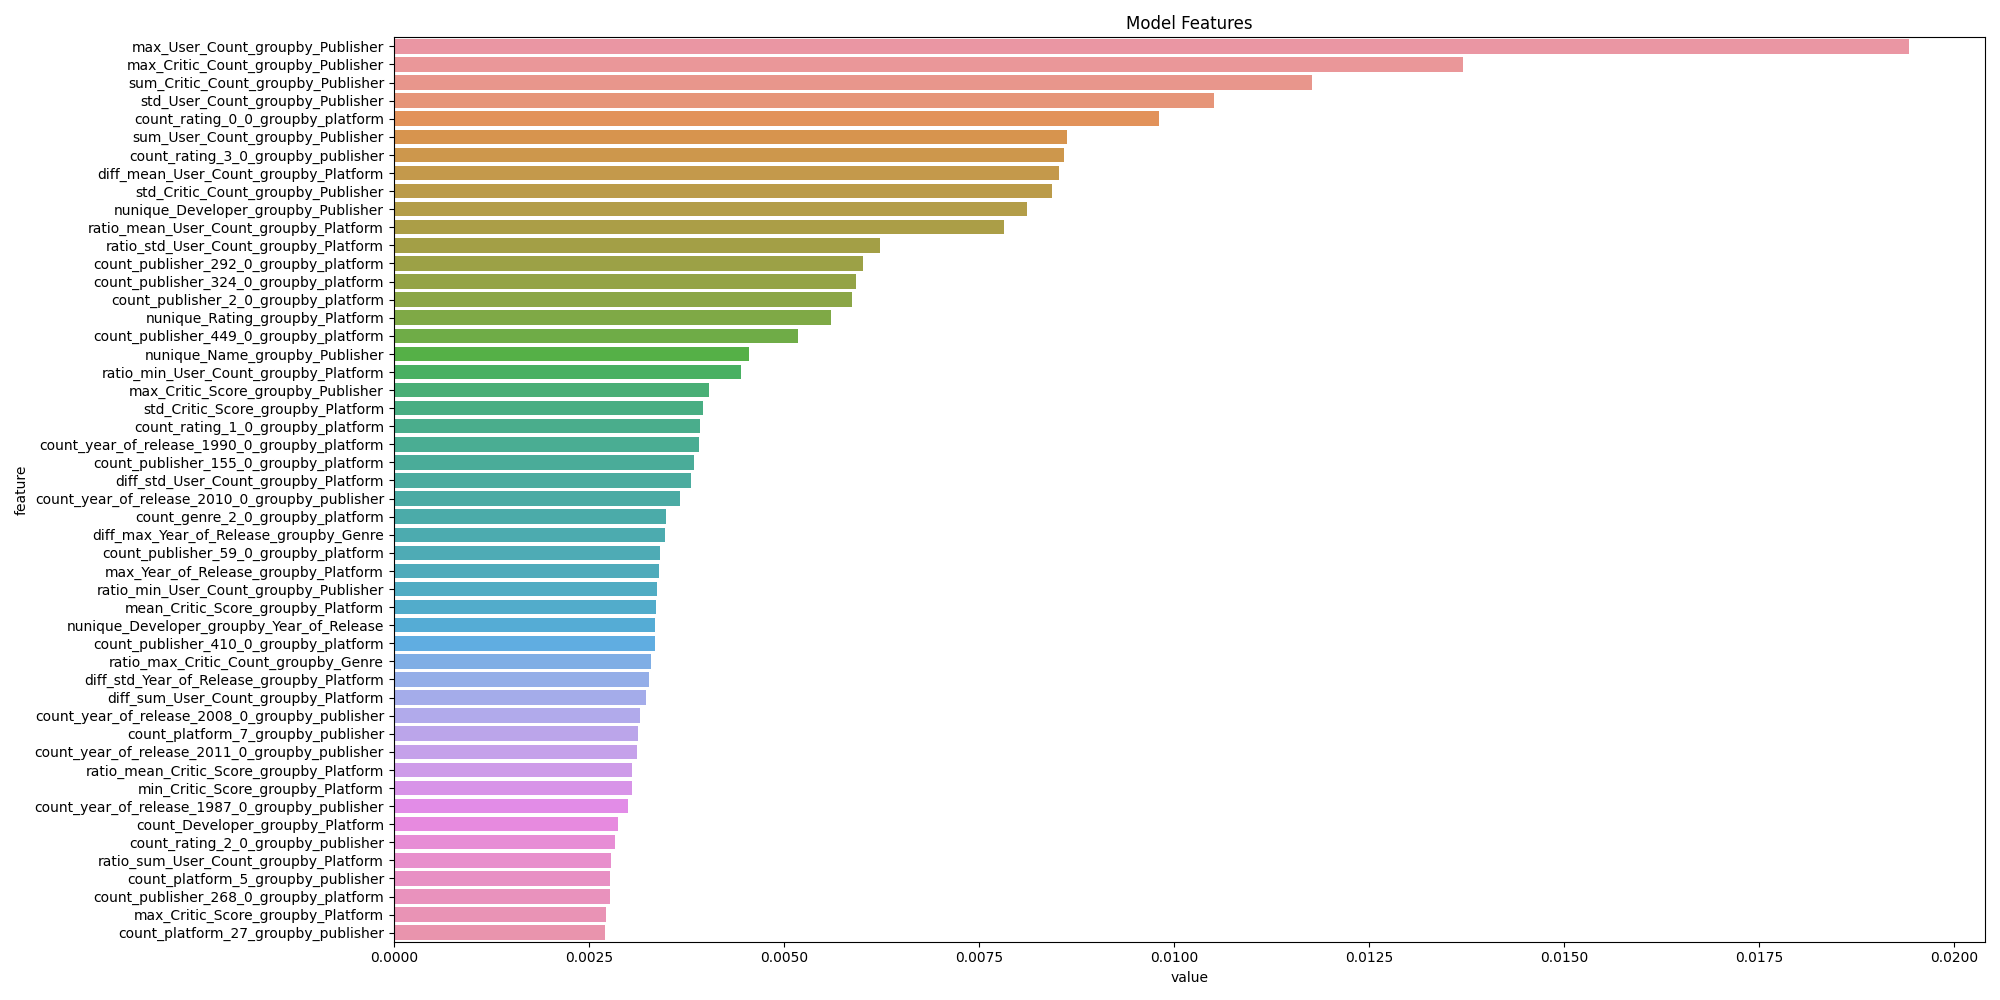 Model Features
max_User_Count_groupby_Publisher
max_Critic_Count_groupby_Publisher
sum_Critic_Count_groupby_Publisher
std_User_Count_groupby_Publisher
count_rating_0_0_groupby_platform
sum_User_Count_groupby_Publisher
count_rating_3_0_groupby_publisher
diff_mean_User_Count_groupby_Platform
std_Critic_Count_groupby_Publisher
nunique_Developer_groupby_Publisher
ratio_mean_User_Count_groupby_Platform
ratio_std_User_Count_groupby_Platform
count_publisher_292_0_groupby_platform
count_publisher_324_0_groupby_platform
count_publisher_2_0_groupby_platform
nunique_Rating_groupby_Platform
count_publisher_449_0_groupby_platform
nunique_Name_groupby_Publisher
ratio_min_User_Count_groupby_Platform
max_Critic_Score_groupby_Publisher
std_Critic_Score_groupby_Platform
count_rating_1_0_groupby_platform
count_year_of_release_1990_0_groupby_platform
count_publisher_155_0_groupby_platform
diff_std_User_Count_groupby_Platform
count_year_of_release_2010_0_groupby_publisher
count_genre_2_0_groupby_platform
diff_max_Year_of_Release_groupby_Genre
count_publisher_59_0_groupby_platform
max_Year_of_Release_groupby_Platform
ratio_min_User_Count_groupby_Publisher
mean_Critic_Score_groupby_Platform
nunique_Developer_groupby_Year_of_Release
count_publisher_410_0_groupby_platform
ratio_max_Critic_Count_groupby_Genre
diff_std_Year_of_Release_groupby_Platform
diff_sum_User_Count_groupby_Platform
count_year_of_release_2008_0_groupby_publisher
count_platform_7_groupby_publisher
count_year_of_release_2011_0_groupby_publisher
ratio_mean_Critic_Score_groupby_Platform
min_Critic_Score_groupby_Platform
count_year_of_release_1987_0_groupby_publisher
count_Developer_groupby_Platform
count_rating_2_0_groupby_publisher
ratio_sum_User_Count_groupby_Platform
count_platform_5_groupby_publisher
count_publisher_268_0_groupby_platform
max_Critic_Score_groupby_Platform
count_platform_27_groupby_publisher
feature
0.0000 0.0025 0.0050 0.0075 0.0100 0.0125 0.0150 0.0175 0.0200
value